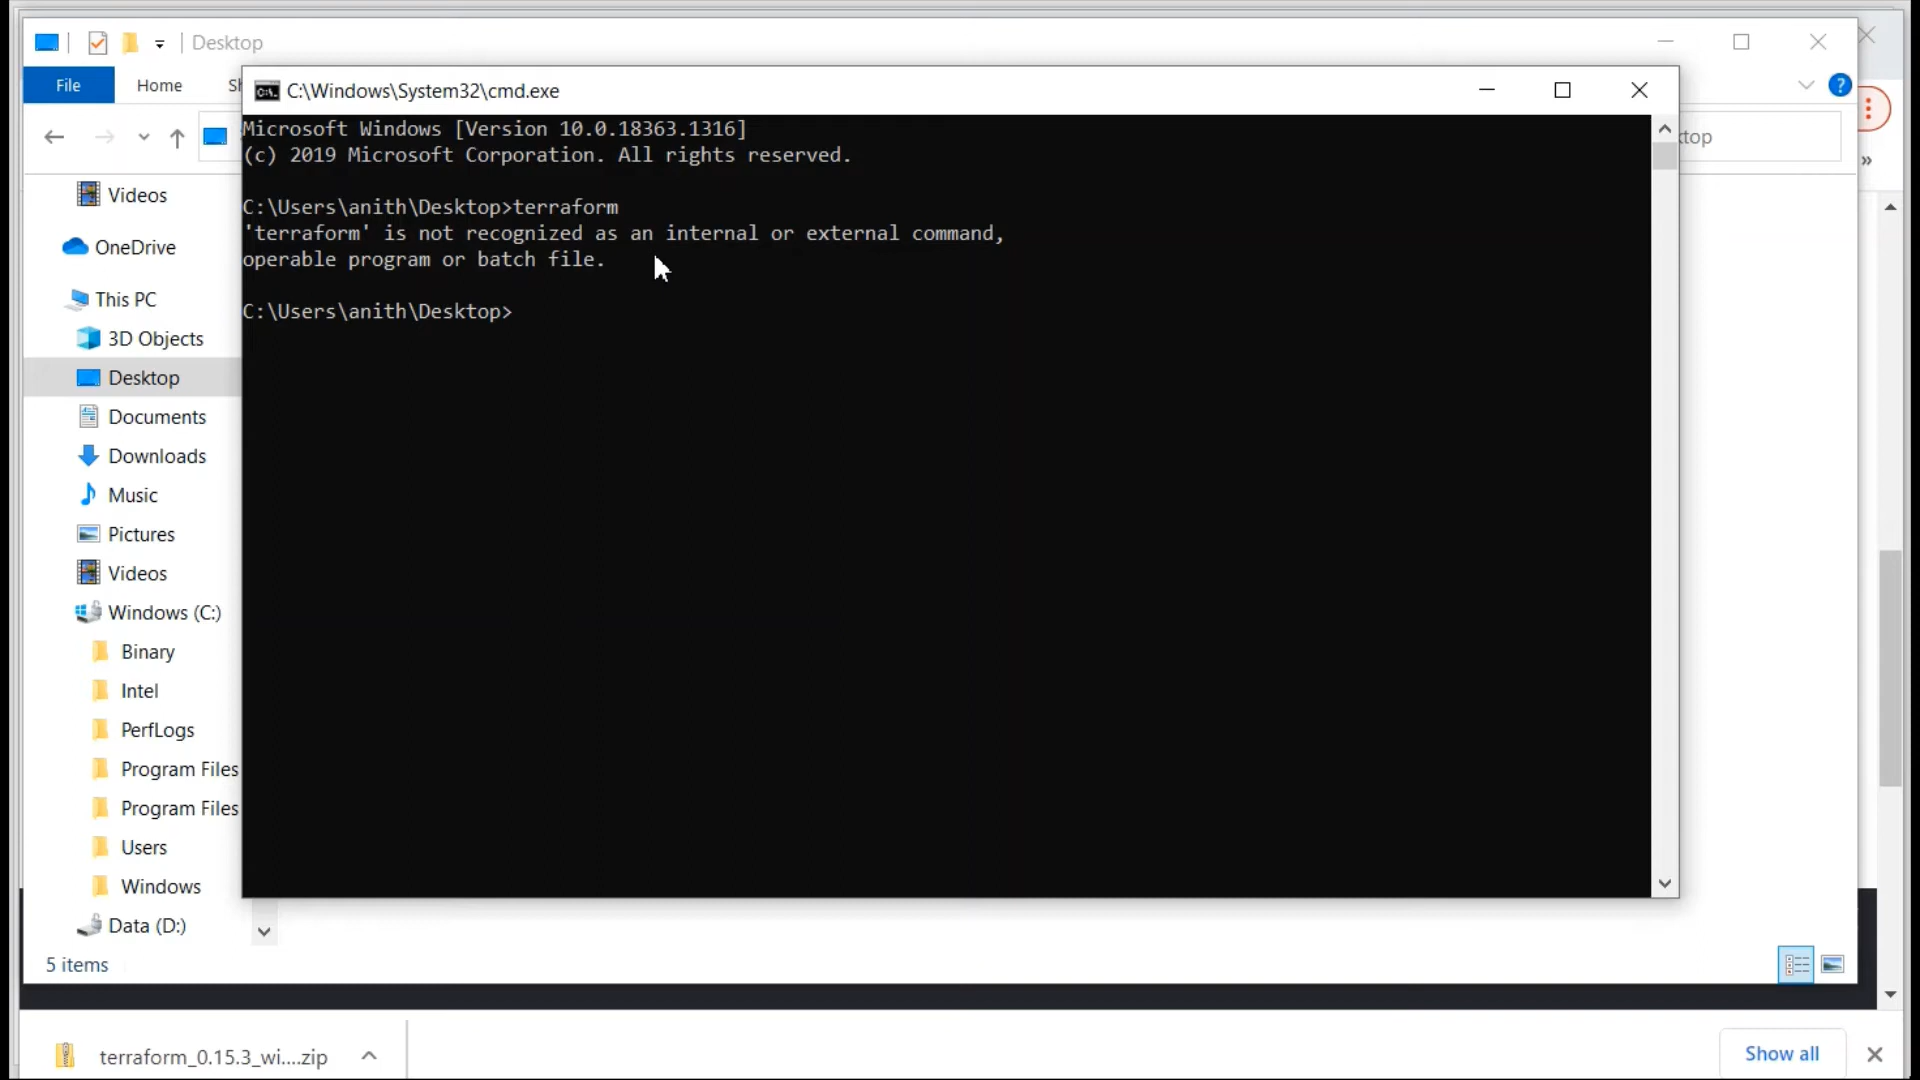 Desktop
File
Home
C:\Windows\System32\cmd.exe
Microsoft Windows [Version 10.0.18363.1316]
(c) 2019 Microsoft Corporation. All rights reserved.
C:\Users\anith\Desktop>terraform
'terraform' is not recognized as an internal or external command,
operable program or batch file.
C:\Users\anith\Desktop>
Videos
OneDrive
This PC
3D Objects
Desktop
Documents
Downloads
Music
Pictures
Videos
Windows (C:)
Binary
Intel
PerfLogs
Program Files
Program Files
Users
Windows
Data (D:)
5 items
terraform_0.15.3_wi....zip
Show all